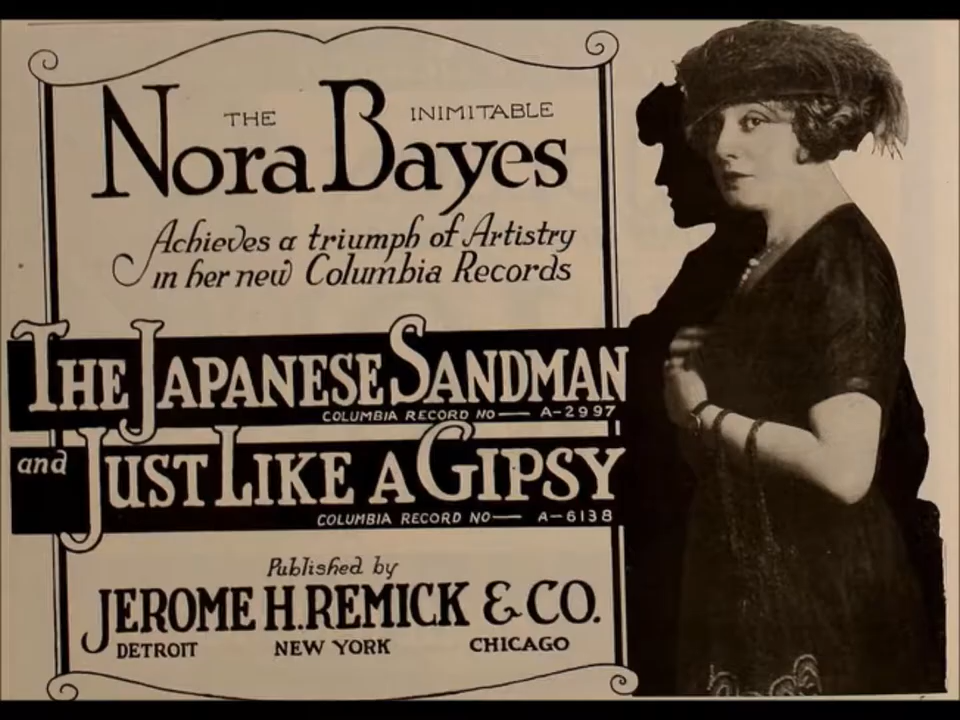 THE INIMITABLE
Nora Bayes
Achieves a triumph of Artistry
in her new Columbia Records
THE JAPANESE SANDMAN
COLUMBIA RECORD NO — A-2997
and JUST LIKE A GIPSY
COLUMBIA RECORD NO — A-6138
Published by
JEROME H. REMICK & CO.
DETROIT NEW YORK CHICAGO